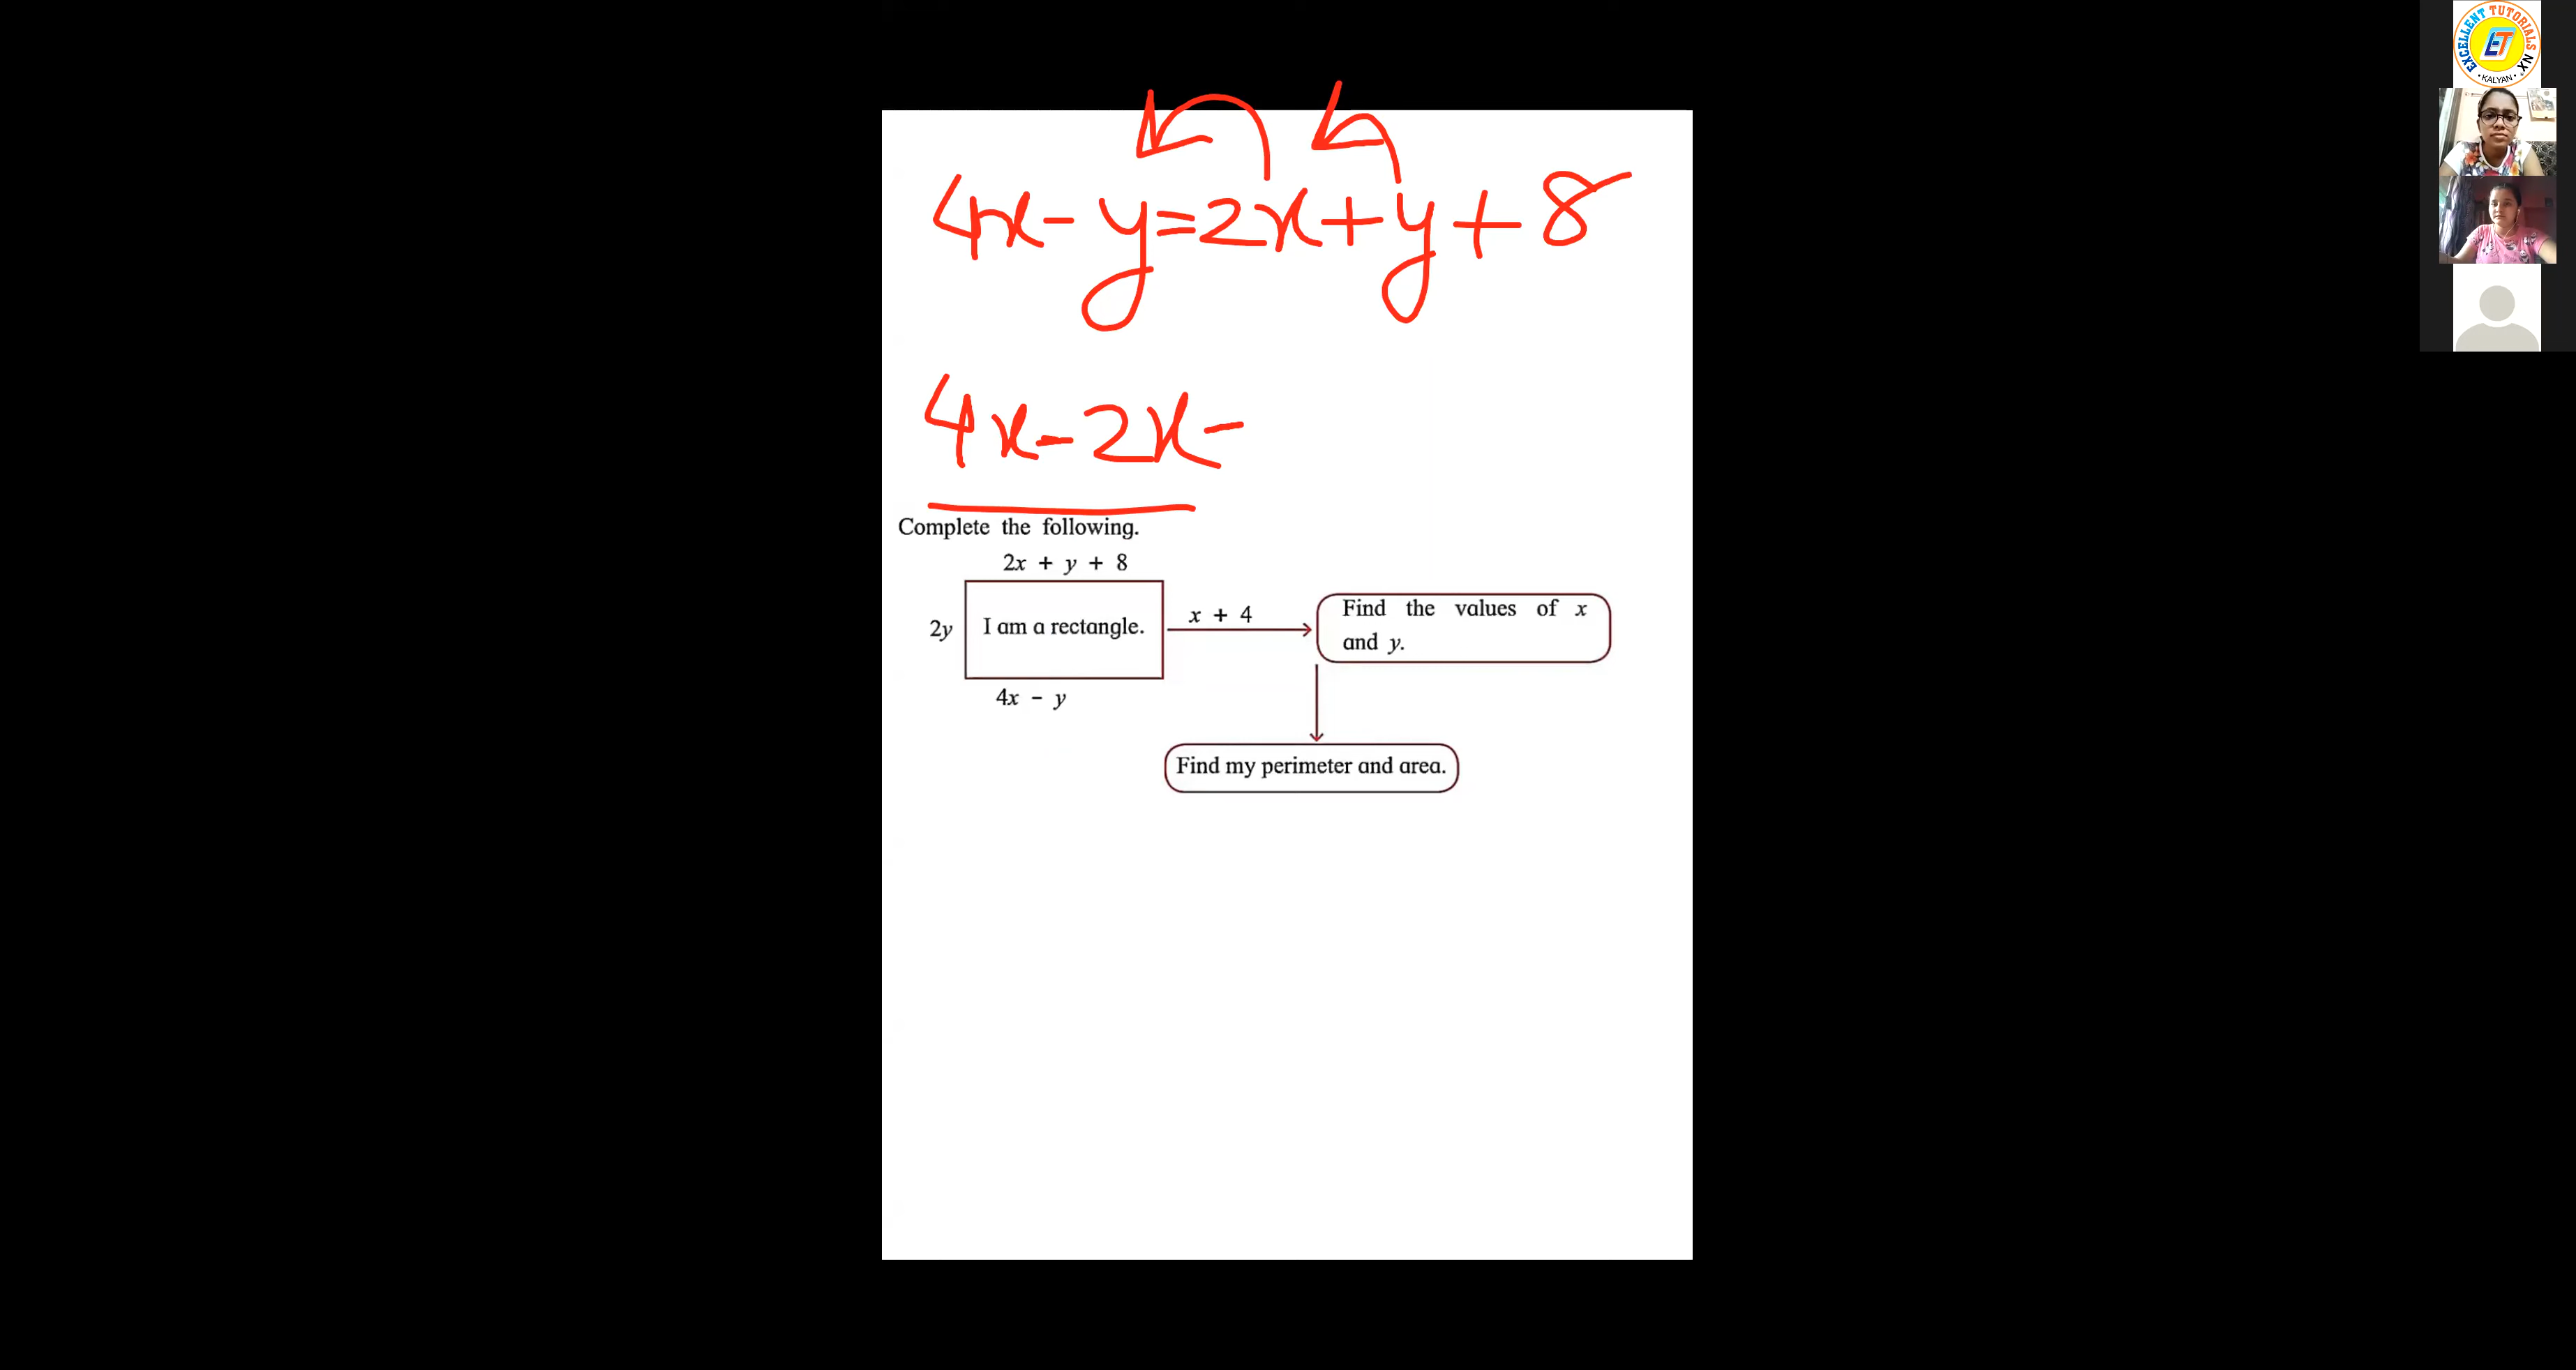 4x - y = 2x + y + 8
4x - 2x -
Complete the following.
2x + y + 8
2y
I am a rectangle.
x + 4
Find the values of x
and y.
4x - y
Find my perimeter and area.
EXCELLENT TUTORIALS NX.
ET
KALYAN